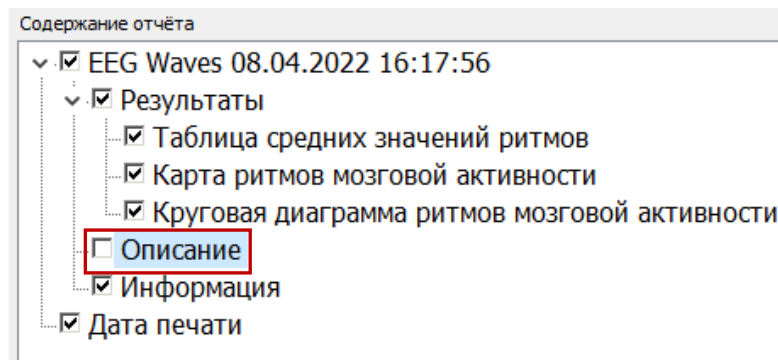 Содержание отчёта
EEG Waves 08.04.2022 16:17:56
Результаты
Таблица средних значений ритмов
Карта ритмов мозговой активности
Круговая диаграмма ритмов мозговой активности
Описание
Информация
Дата печати